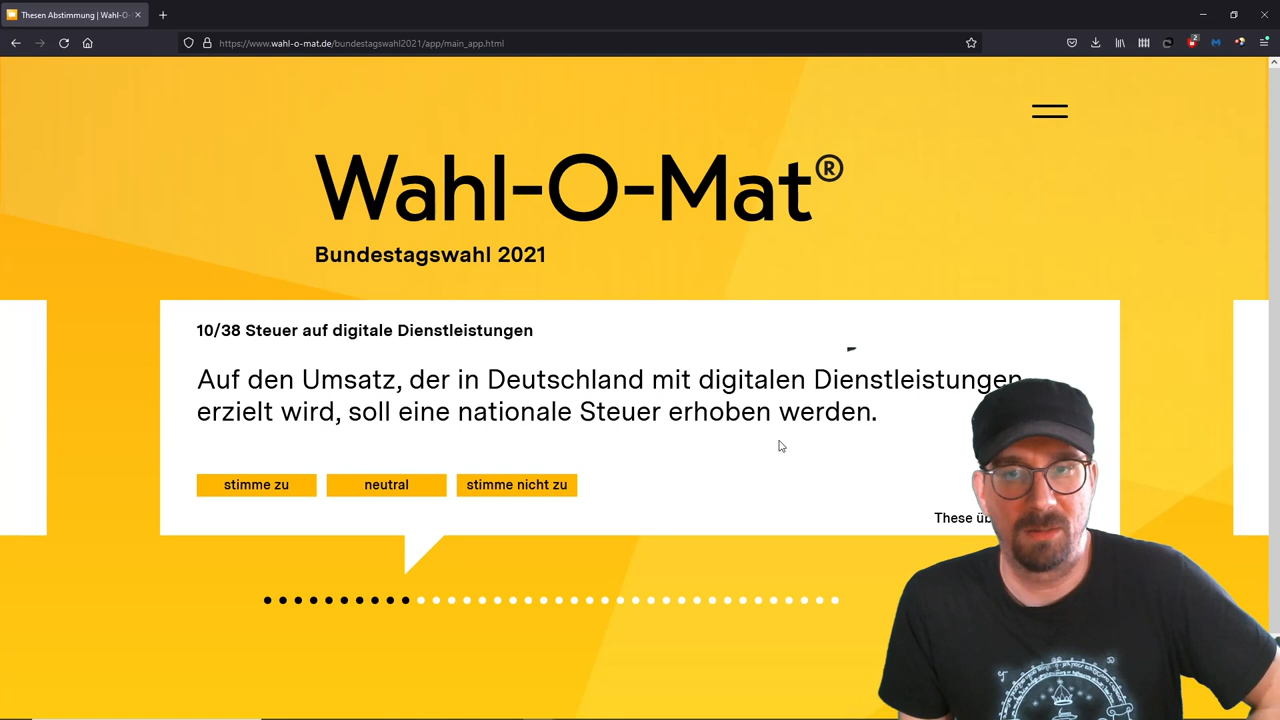 Thesen Abstimmung | Wahl-O-
https://www.wahl-o-mat.de/bundestagswahl2021/app/main_app.html
2
Wahl-O-Mat®
Bundestagswahl 2021
10/38 Steuer auf digitale Dienstleistungen
Auf den Umsatz, der in Deutschland mit digitalen Dienstleistungen
erzielt wird, soll eine nationale Steuer erhoben werden.
stimme zu neutral stimme nicht zu
These